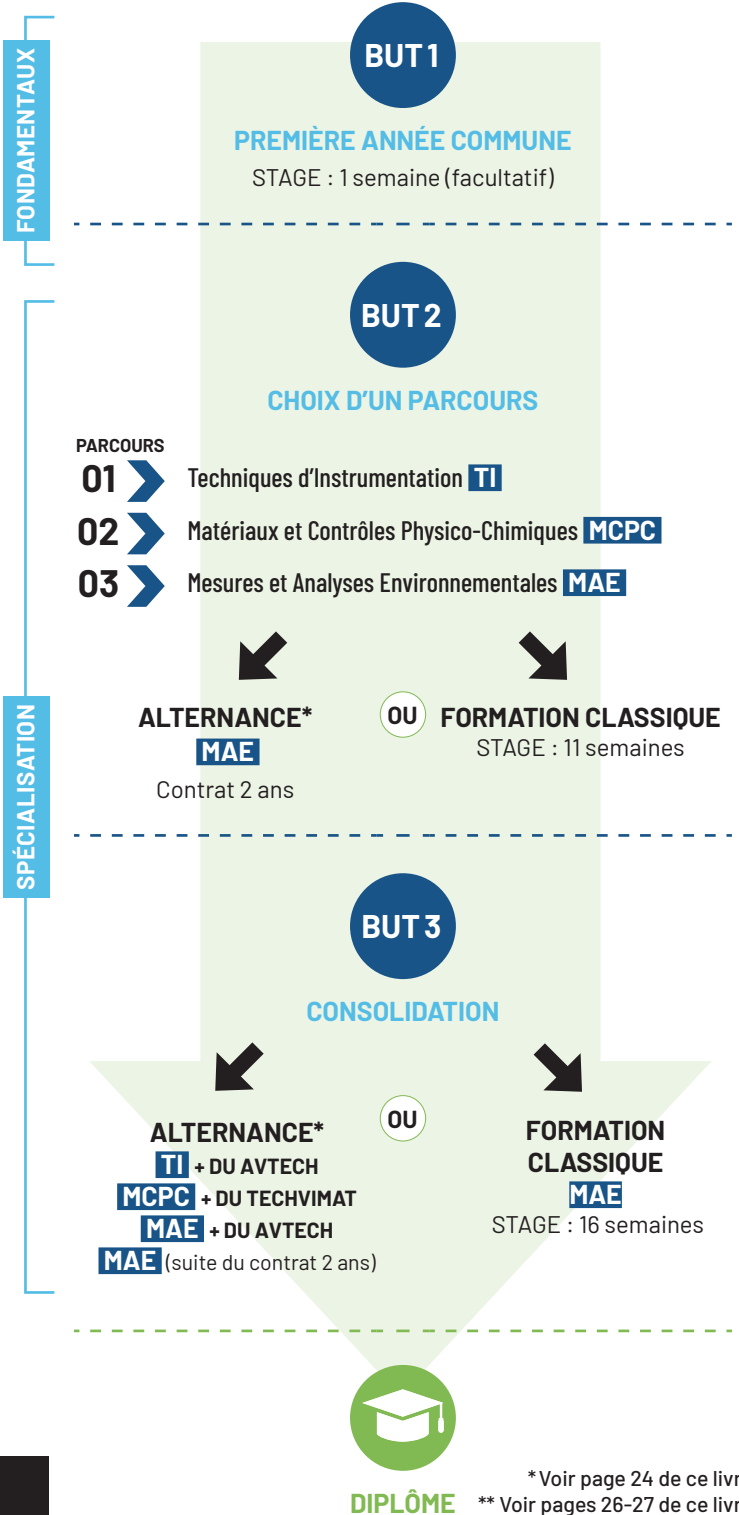 FONDAMENTAUX
BUT 1
PREMIÈRE ANNÉE COMMUNE
STAGE : 1 semaine (facultatif)
SPÉCIALISATION
BUT 2
CHOIX D'UN PARCOURS
PARCOURS
01 Techniques d'Instrumentation TI
02 Matériaux et Contrôles Physico-Chimiques MCPC
03 Mesures et Analyses Environnementales MAE
ALTERNANCE*
MAE
Contrat 2 ans
OU
FORMATION CLASSIQUE
STAGE : 11 semaines
BUT 3
CONSOLIDATION
ALTERNANCE*
TI + DU AVTECH
MCPC + DU TECHVIMAT
MAE + DU AVTECH
MAE (suite du contrat 2 ans)
OU
FORMATION
CLASSIQUE
MAE
STAGE : 16 semaines
DIPLÔME
* Voir page 24 de ce livr
** Voir pages 26-27 de ce livr